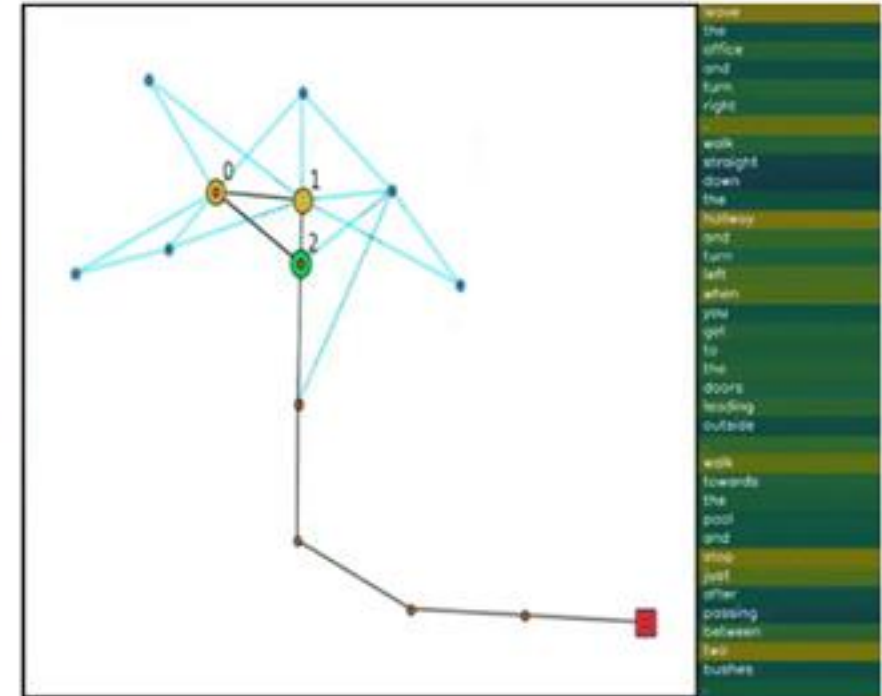 0
1
2
leave
the
office
and
turn
right
.
walk
straight
down
the
hallway
and
turn
left
when
you
get
to
the
doors
leading
outside
walk
towards
the
pool
and
stop
just
after
passing
between
two
bushes